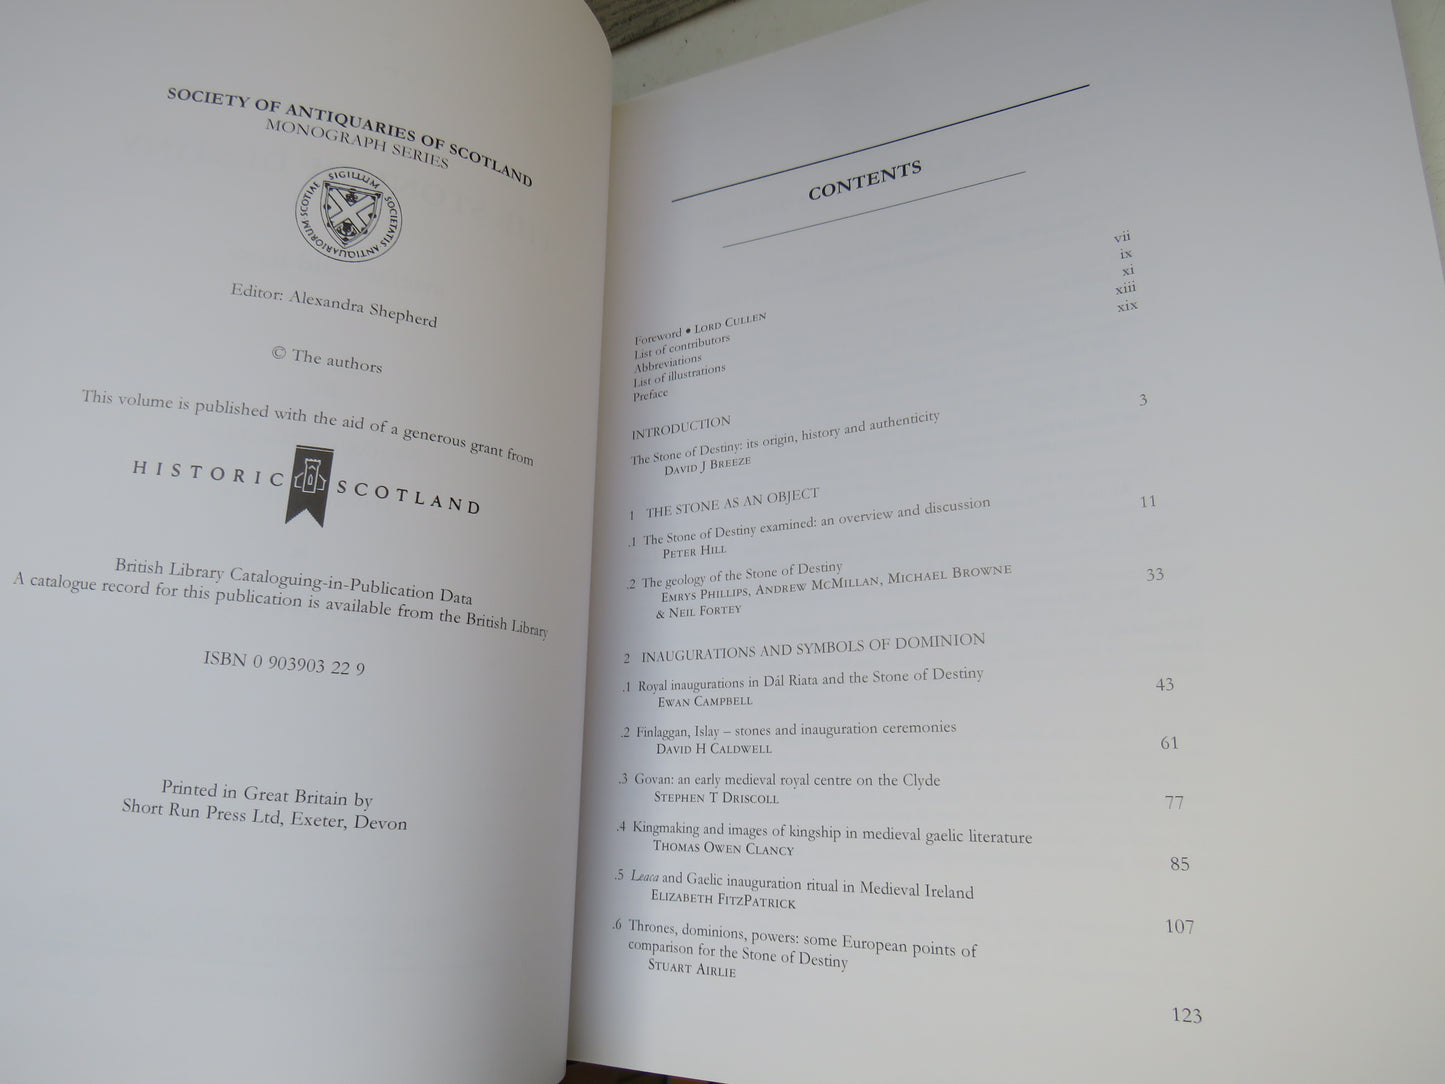 SOCIETY OF ANTIQUARIES OF SCOTLAND
MONOGRAPH SERIES
SIGILLUM SOCIETATIS ANTIQUARIORUM SCOTIAE
Editor: Alexandra Shepherd
© The authors
This volume is published with the aid of a generous grant from
HISTORIC SCOTLAND
British Library Cataloguing-in-Publication Data
A catalogue record for this publication is available from the British Library
ISBN 0 903903 22 9
Printed in Great Britain by
Short Run Press Ltd, Exeter, Devon
CONTENTS
Foreword • LORD CULLEN vii
List of contributors ix
Abbreviations xi
List of illustrations xiii
Preface xix
INTRODUCTION
The Stone of Destiny: its origin, history and authenticity 3
DAVID J BREEZE
1 THE STONE AS AN OBJECT
.1 The Stone of Destiny examined: an overview and discussion 11
PETER HILL
.2 The geology of the Stone of Destiny 33
EMRYS PHILLIPS, ANDREW MCMILLAN, MICHAEL BROWNE
& NEIL FORTEY
2 INAUGURATIONS AND SYMBOLS OF DOMINION
.1 Royal inaugurations in Dál Riata and the Stone of Destiny 43
EWAN CAMPBELL
.2 Finlaggan, Islay – stones and inauguration ceremonies 61
DAVID H CALDWELL
.3 Govan: an early medieval royal centre on the Clyde 77
STEPHEN T DRISCOLL
.4 Kingmaking and images of kingship in medieval gaelic literature 85
THOMAS OWEN CLANCY
.5 Leaca and Gaelic inauguration ritual in Medieval Ireland 107
ELIZABETH FITZPATRICK
.6 Thrones, dominions, powers: some European points of
comparison for the Stone of Destiny 123
STUART AIRLIE